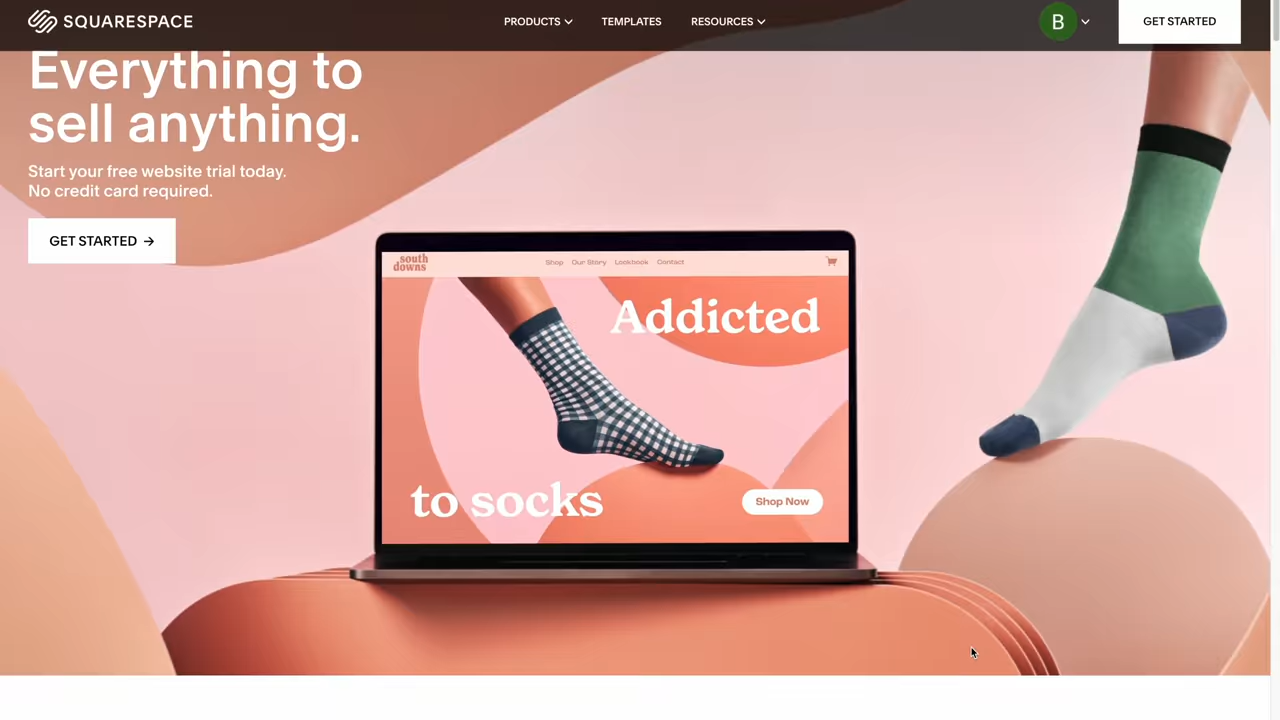 SQUARESPACE
PRODUCTS
TEMPLATES
RESOURCES
B
GET STARTED
Everything to
sell anything.
Start your free website trial today.
No credit card required.
GET STARTED →
south
downs
Shop
Our Story
Lookbook
Contact
Addicted
to socks
Shop Now